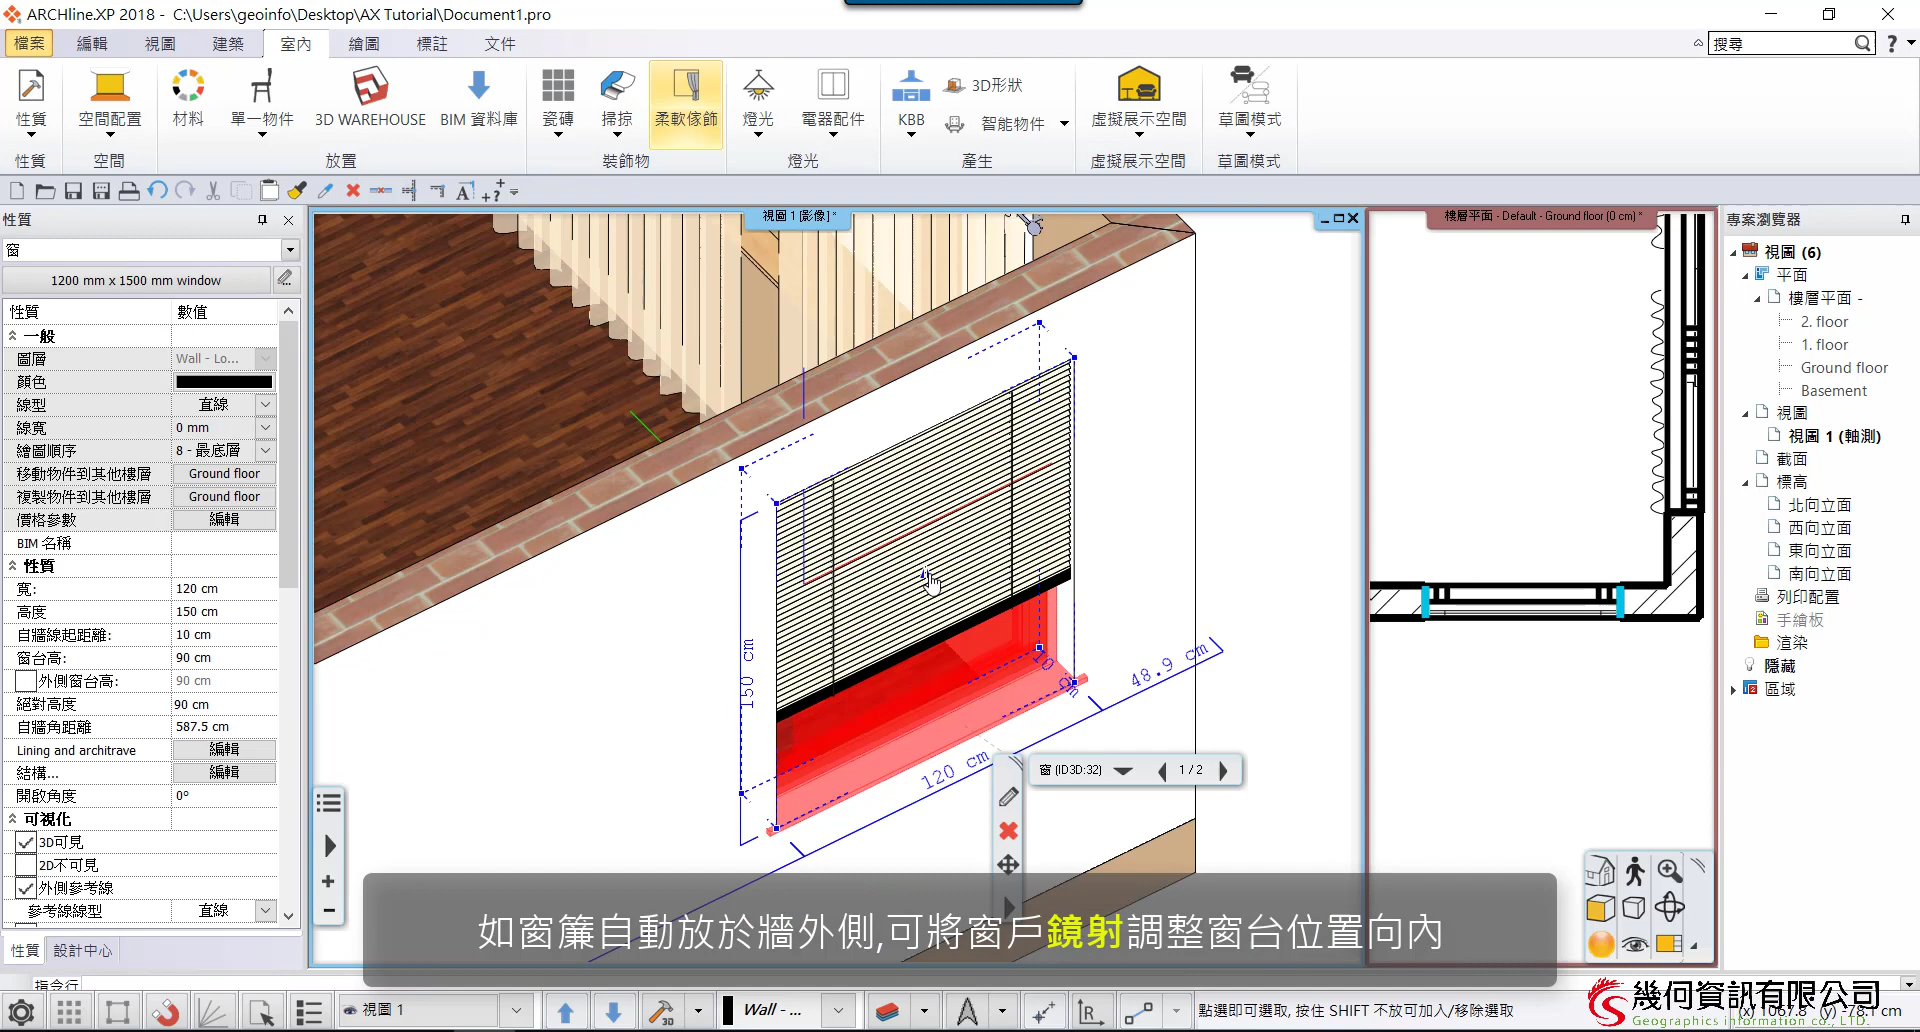 ARCHline.XP 2018 - C:\Users\geoinfo\Desktop\AX Tutorial\Document1.pro
檔案 編輯 視圖 建築 室內 繪圖 標註 文件
搜尋 ?
性質 空間配置 材料 單一物件 3D WAREHOUSE BIM 資料庫 瓷磚 掃掠 柔軟傢飾 燈光 電器配件 KBB 3D形狀 智能物件 虛擬展示空間 草圖模式
性質 空間 放置 裝飾物 燈光 產生 虛擬展示空間 草圖模式
性質
窗
1200 mm x 1500 mm window
性質 數值
一般
圖層 Wall - Lo...
顏色
線型 直線
線寬 0 mm
繪圖順序 8 - 最底層
移動物件到其他樓層 Ground floor
複製物件到其他樓層 Ground floor
價格參數 編輯
BIM 名稱
性質
寬: 120 cm
高度 150 cm
自牆線起距離: 10 cm
窗台高: 90 cm
外側窗台高: 90 cm
絕對高度 90 cm
自牆角距離 587.5 cm
Lining and architrave 編輯
結構... 編輯
開啟角度 0°
可視化
3D可見
2D不可見
外側參考線
參考線線型 直線
性質 設計中心
指令行
視圖 1 [影像]*
150 cm
120 cm
10 cm
48.9 cm
窗 (ID3D:32) 1 / 2
樓層平面 - Default - Ground floor (0 cm) *
專案瀏覽器
視圖 (6)
平面
樓層平面 -
2. floor
1. floor
Ground floor
Basement
視圖
視圖 1 (軸測)
截面
標高
北向立面
西向立面
東向立面
南向立面
列印配置
手繪板
渲染
隱藏
區域
如窗簾自動放於牆外側,可將窗戶鏡射調整窗台位置向內
視圖 1
3D
Wall - ...
點選即可選取, 按住 SHIFT 不放可加入/移除選取
幾何資訊有限公司
(x) 1067.8 (y) -78.1 cm
Geographics information co., LTD.